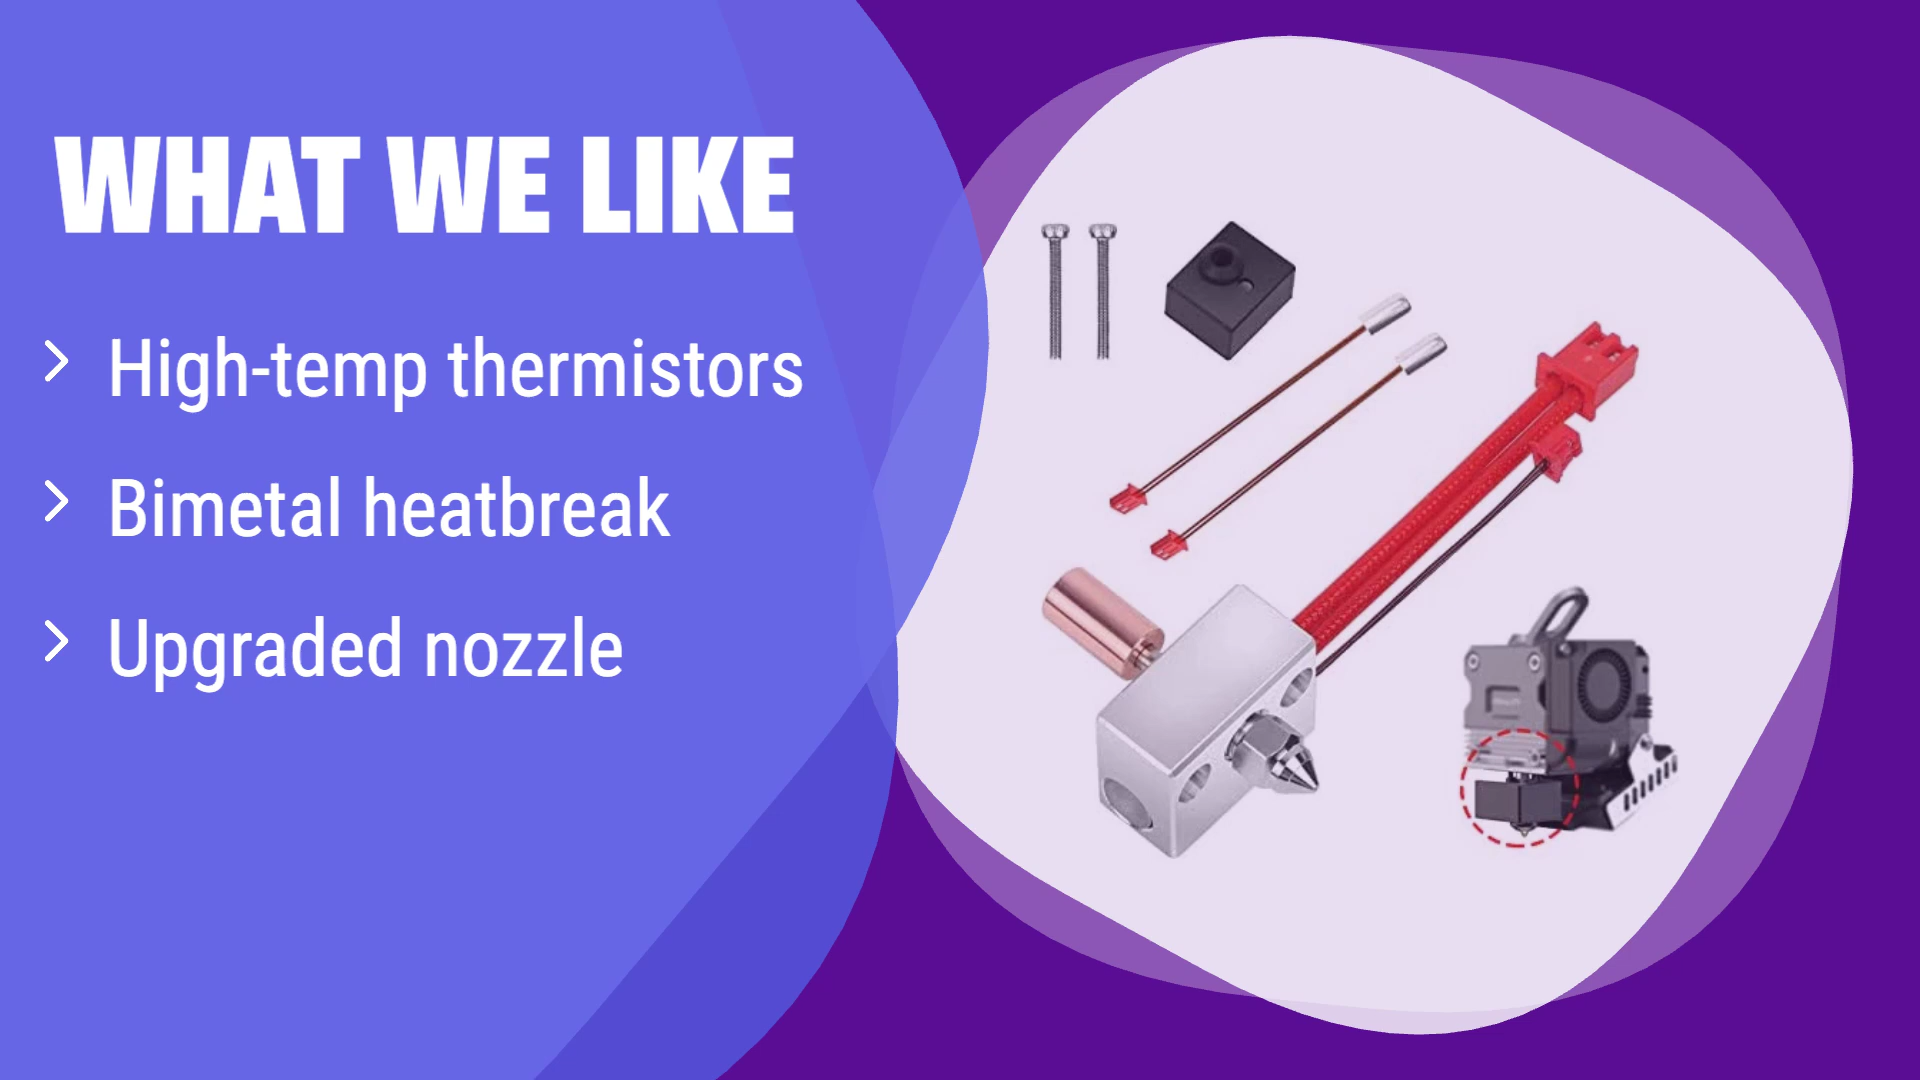 WHAT WE LIKE
High-temp thermistors
Bimetal heatbreak
Upgraded nozzle